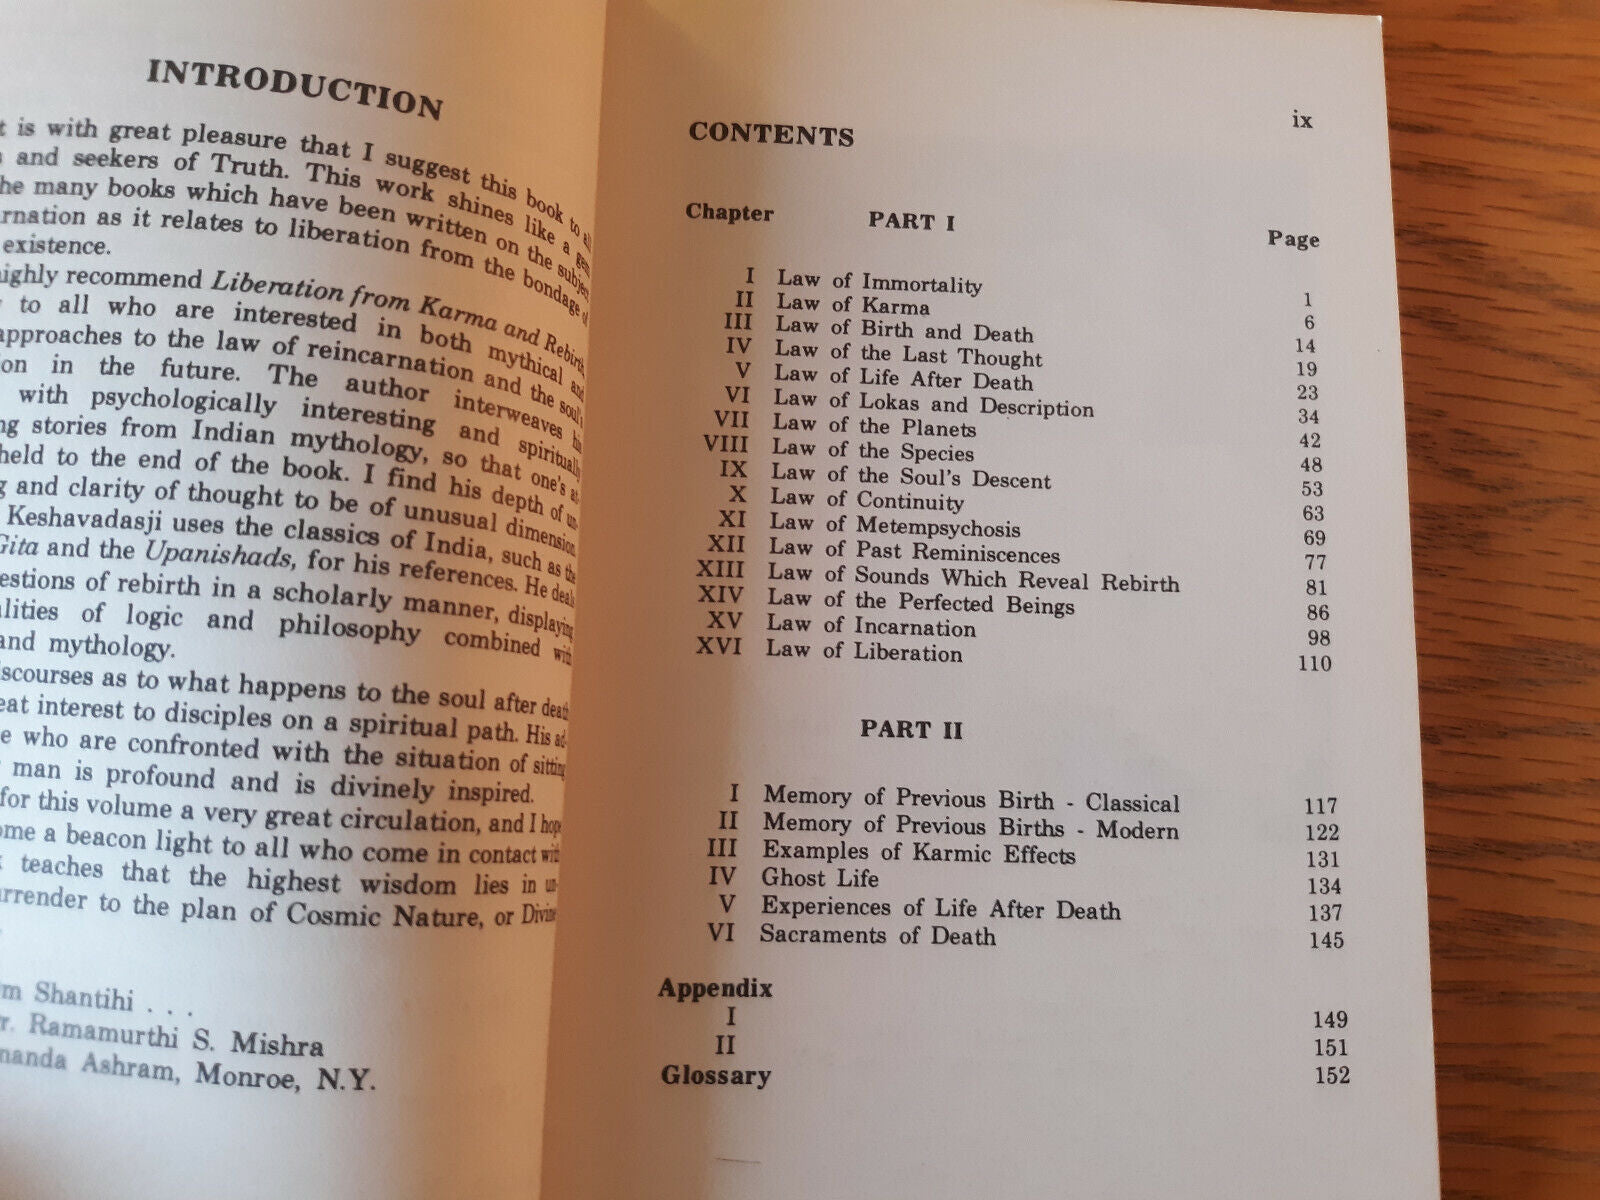 INTRODUCTION
t is with great pleasure that I suggest this book to all
s and seekers of Truth. This work shines like a gem
he many books which have been written on the subject
rnation as it relates to liberation from the bondage of
existence.
highly recommend Liberation from Karma and Rebirth,
to all who are interested in both mythical and
approaches to the law of reincarnation and the soul's
on in the future. The author interweaves his
with psychologically interesting and spiritually
ng stories from Indian mythology, so that one's at-
held to the end of the book. I find his depth of un-
g and clarity of thought to be of unusual dimension.
Keshavadasji uses the classics of India, such as the
Gita and the Upanishads, for his references. He deals
estions of rebirth in a scholarly manner, displaying
alities of logic and philosophy combined with
and mythology.
iscourses as to what happens to the soul after death
eat interest to disciples on a spiritual path. His ad-
e who are confronted with the situation of sitting
man is profound and is divinely inspired.
for this volume a very great circulation, and I hope
ome a beacon light to all who come in contact with
teaches that the highest wisdom lies in un-
urrender to the plan of Cosmic Nature, or Divine
m Shantihi . . .
r. Ramamurthi S. Mishra
nanda Ashram, Monroe, N.Y.
ix
CONTENTS
Chapter PART I Page
I Law of Immortality 1
II Law of Karma 6
III Law of Birth and Death 14
IV Law of the Last Thought 19
V Law of Life After Death 23
VI Law of Lokas and Description 34
VII Law of the Planets 42
VIII Law of the Species 48
IX Law of the Soul's Descent 53
X Law of Continuity 63
XI Law of Metempsychosis 69
XII Law of Past Reminiscences 77
XIII Law of Sounds Which Reveal Rebirth 81
XIV Law of the Perfected Beings 86
XV Law of Incarnation 98
XVI Law of Liberation 110
PART II
I Memory of Previous Birth - Classical 117
II Memory of Previous Births - Modern 122
III Examples of Karmic Effects 131
IV Ghost Life 134
V Experiences of Life After Death 137
VI Sacraments of Death 145
Appendix
I 149
II 151
Glossary 152